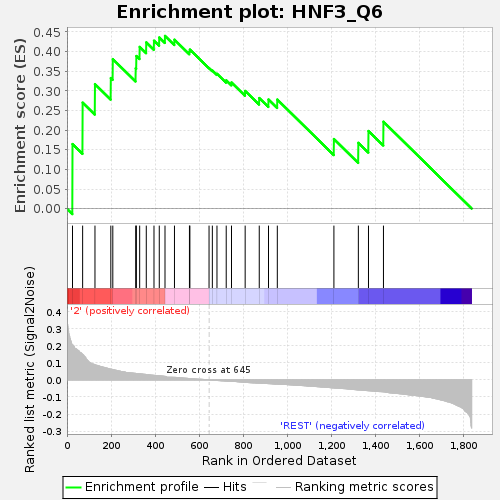 Enrichment plot: HNF3_Q6
Enrichment score (ES)
0.45
0.40
0.35
0.30
0.25
0.20
0.15
0.10
0.05
0.00
Ranked list metric (Signal2Noise)
0.4
0.3
0.2
0.1
0.0
-0.1
-0.2
-0.3
'2' (positively correlated)
Zero cross at 645
'REST' (negatively correlated)
0 200 400 600 800 1,000 1,200 1,400 1,600 1,800
Rank in Ordered Dataset
Enrichment profile Hits Ranking metric scores